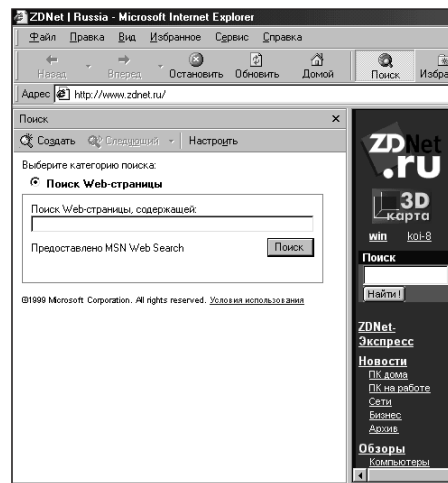 ZDNet | Russia - Microsoft Internet Explorer
Файл Правка Вид Избранное Сервис Справка
Назад Вперед Остановить Обновить Домой Поиск Избра
Адрес http://www.zdnet.ru/
Поиск
Создать Следующий Настроить
Выберите категорию поиска:
Поиск Web-страницы
Поиск Web-страницы, содержащей:
Предоставлено MSN Web Search Поиск
©1999 Microsoft Corporation. All rights reserved. Условия использования
ZDNet
.ru
3D
карта
win koi-8
Поиск
Найти!
ZDNet-
Экспресс
Новости
ПК дома
ПК на работе
Сети
Бизнес
Архив
Обзоры
Компьютеры